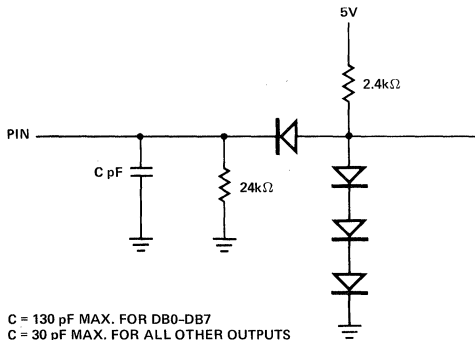 5V
2.4kΩ
PIN
C pF
24kΩ
C = 130 pF MAX. FOR DB0-DB7
C = 30 pF MAX. FOR ALL OTHER OUTPUTS